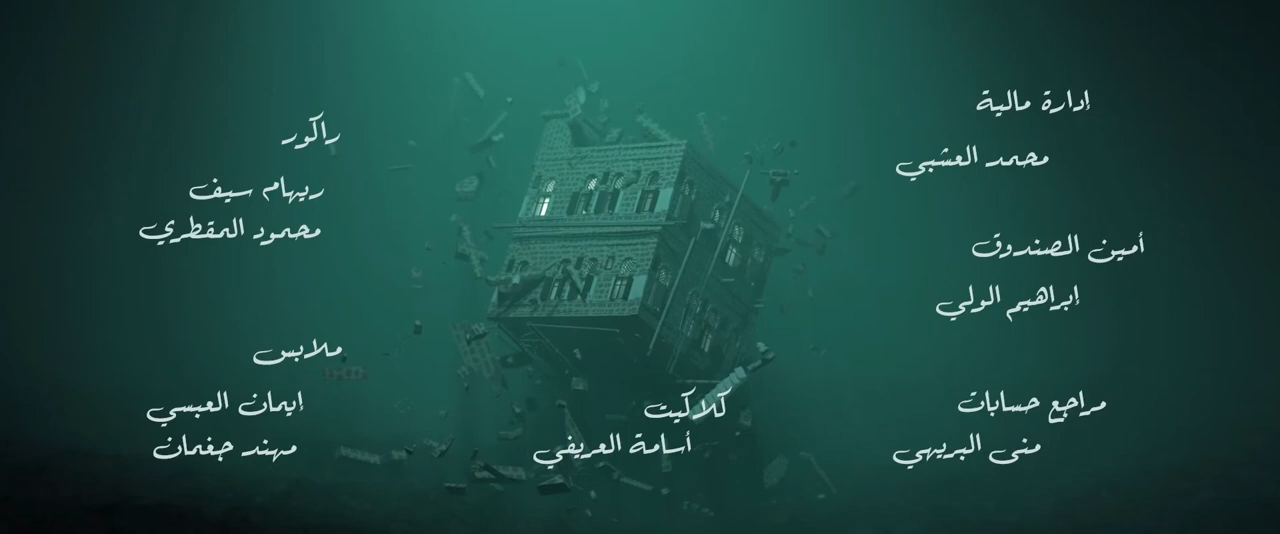 إدارة مالية
محمد العشبي
أمين الصندوق
إبراهيم الولي
مراجع حسابات
منى البريهي
كلاكيت
أسامة العريفي
راكور
ريهام سيف
محمود المقطري
ملابس
إيمان العبسي
مهند جغمان